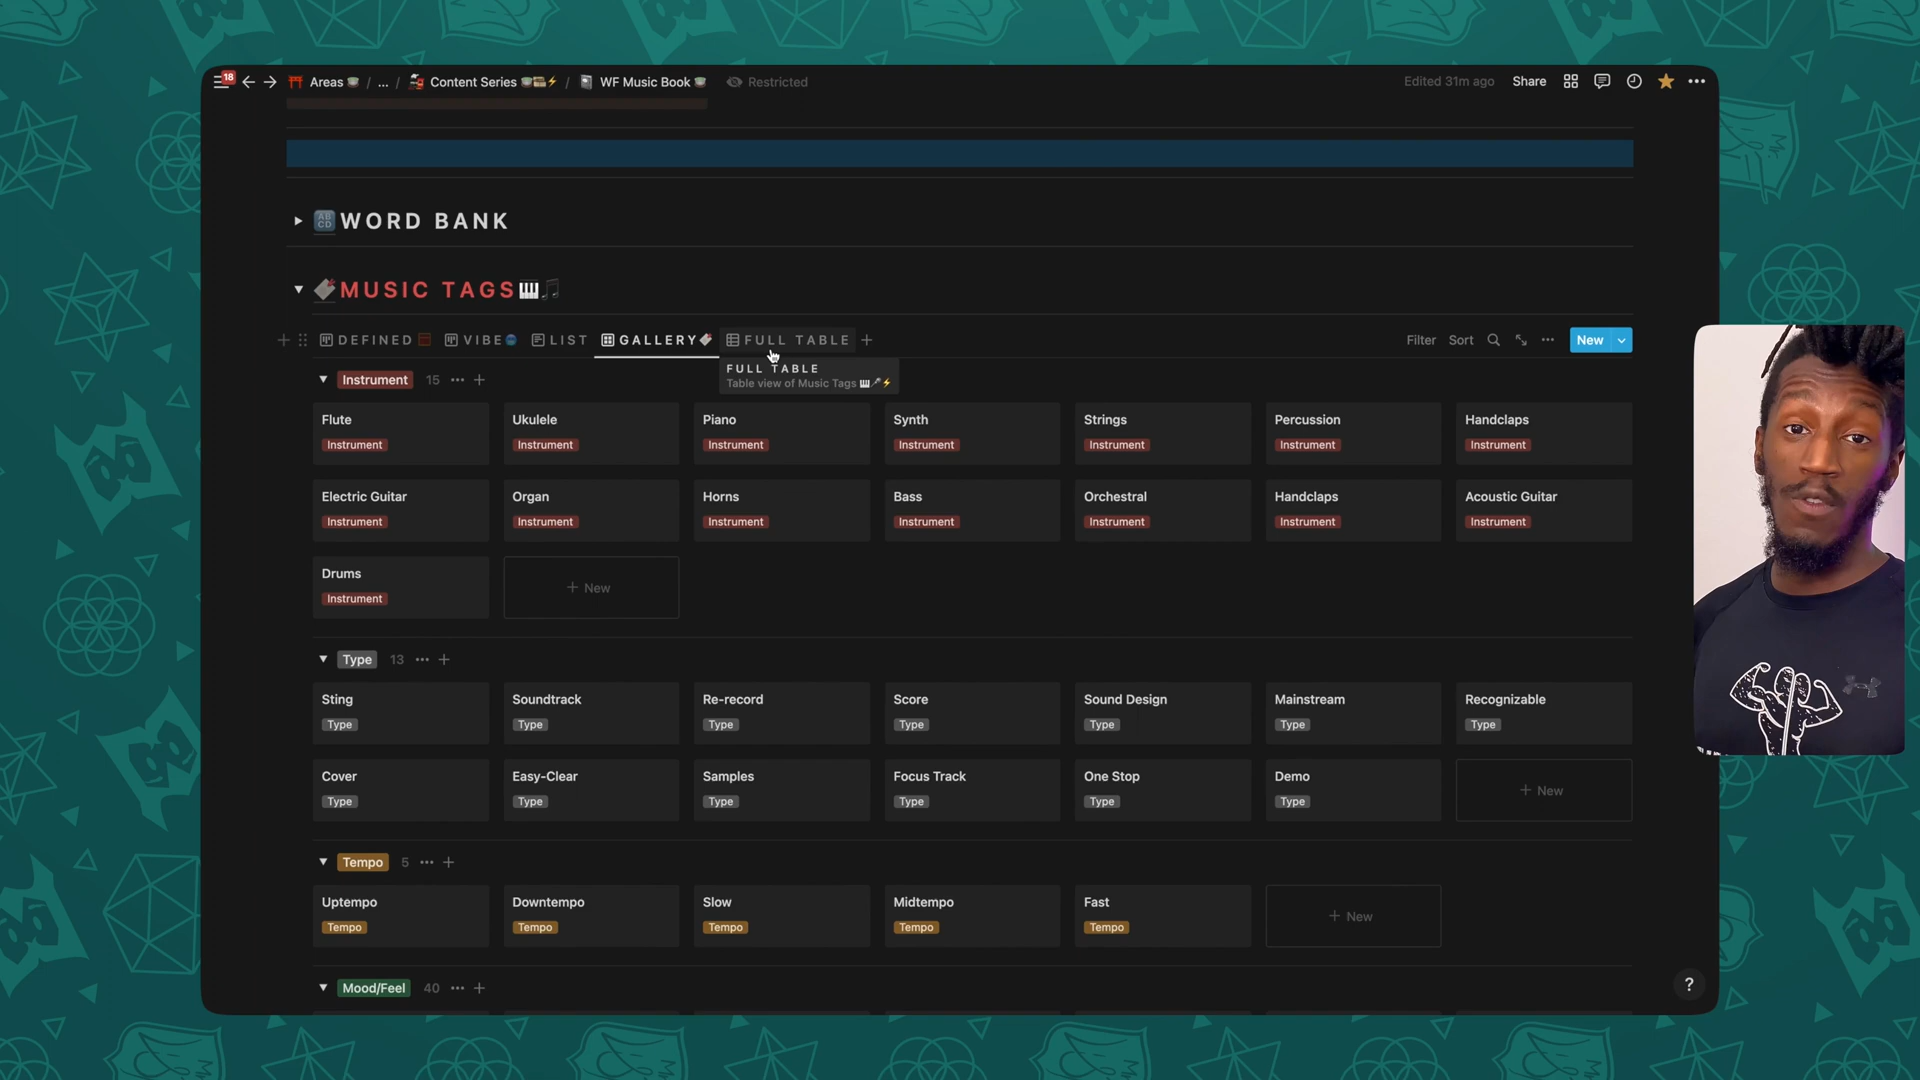 18 Areas / ... / Content Series / WF Music Book Restricted Edited 31m ago Share
WORD BANK
MUSIC TAGS
DEFINED VIBE LIST GALLERY FULL TABLE Filter Sort New
FULL TABLE
Table view of Music Tags
Instrument 15
Flute Ukulele Piano Synth Strings Percussion Handclaps
Instrument Instrument Instrument Instrument Instrument Instrument Instrument
Electric Guitar Organ Horns Bass Orchestral Handclaps Acoustic Guitar
Instrument Instrument Instrument Instrument Instrument Instrument Instrument
Drums
Instrument
+ New
Type 13
Sting Soundtrack Re-record Score Sound Design Mainstream Recognizable
Type Type Type Type Type Type Type
Cover Easy-Clear Samples Focus Track One Stop Demo
Type Type Type Type Type Type
+ New
Tempo 5
Uptempo Downtempo Slow Midtempo Fast
Tempo Tempo Tempo Tempo Tempo
+ New
Mood/Feel 40
?